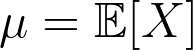 μ = 𝔼[X]